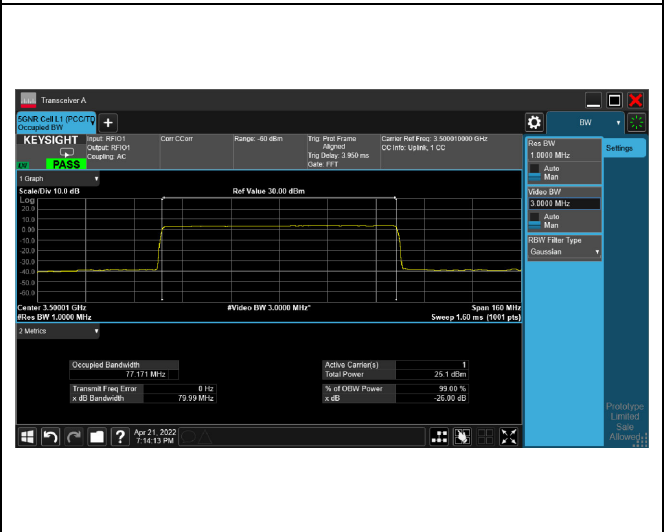 Transceiver A
5GNR Cell L1 (PCC/TD
Occupied BW
KEYSIGHT
PASS
Input: RFIO1
Output: RFIO1
Coupling: AC
Corr CCorr
Range: -60 dBm
Trig: Prot Frame
Aligned
Trig Delay: 3.950 ms
Gate: FFT
Carrier Ref Freq: 3.500010000 GHz
CC Info: Uplink, 1 CC
BW
Settings
Res BW
1.0000 MHz
Auto
Man
Video BW
3.0000 MHz
Auto
Man
RBW Filter Type
Gaussian
1 Graph
Scale/Div 10.0 dB
Ref Value 30.00 dBm
Log
20.0
10.0
0.00
-10.0
-20.0
-30.0
-40.0
-50.0
-60.0
Center 3.50001 GHz
#Video BW 3.0000 MHz*
Span 160 MHz
#Res BW 1.0000 MHz
Sweep 1.60 ms (1001 pts)
2 Metrics
Occupied Bandwidth
77.171 MHz
Active Carrier(s) 1
Total Power 25.1 dBm
Transmit Freq Error 0 Hz
x dB Bandwidth 79.99 MHz
% of OBW Power 99.00 %
x dB -26.00 dB
Prototype
Limited
Sale
Allowed
Apr 21, 2022
7:14:13 PM